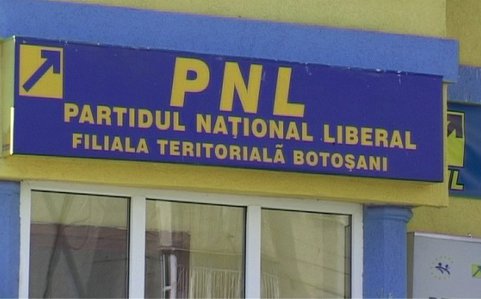 PNL
PARTIDUL NAȚIONAL LIBERAL
FILIALA TERITORIALĂ BOTOȘANI